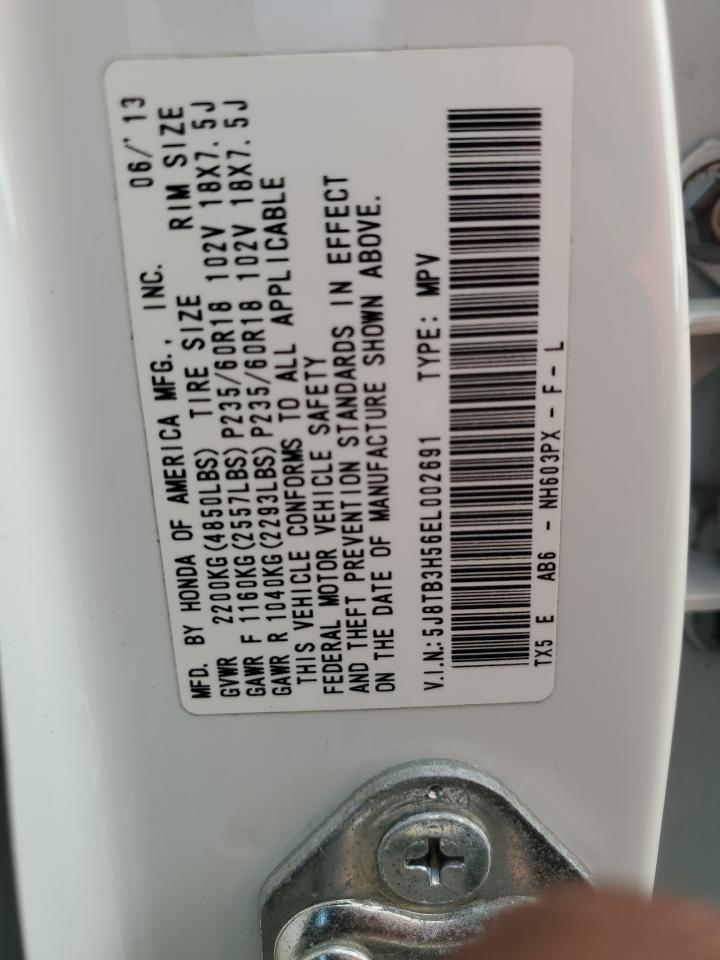 MFD. BY HONDA OF AMERICA MFG., INC. 06/'13
GVWR 2200KG(4850LBS) TIRE SIZE RIM SIZE
GAWR F 1160KG(2557LBS)P235/60R18 102V 18X7.5J
GAWR R 1040KG(2293LBS)P235/60R18 102V 18X7.5J
THIS VEHICLE CONFORMS TO ALL APPLICABLE
FEDERAL MOTOR VEHICLE SAFETY
AND THEFT PREVENTION STANDARDS IN EFFECT
ON THE DATE OF MANUFACTURE SHOWN ABOVE.
V.I.N.:5J8TB3H56EL002691 TYPE: MPV
TX5 E AB6 - NH603PX - F - L